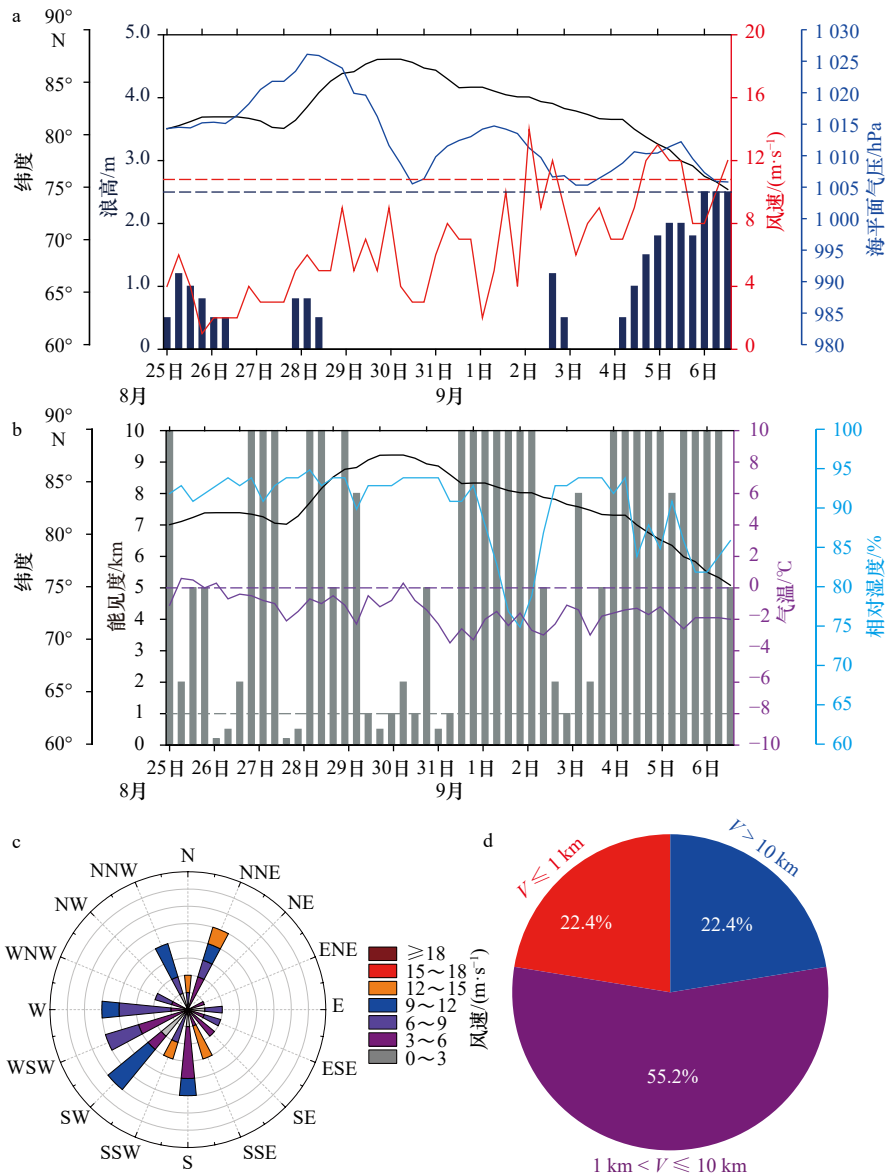 a
90°
N
85°
80°
75°
70°
65°
60°
纬度
5.0
4.0
3.0
2.0
1.0
0
浪高/m
20
16
12
8
4
0
风速/(m·s⁻¹)
1 030
1 025
1 020
1 015
1 010
1 005
1 000
995
990
985
980
海平面气压/hPa
25日 26日 27日 28日 29日 30日 31日 1日 2日 3日 4日 5日 6日
8月 9月
b
90°
N
85°
80°
75°
70°
65°
60°
纬度
10
9
8
7
6
5
4
3
2
1
0
能见度/km
10
8
6
4
2
0
−2
−4
−6
−8
−10
气温/℃
100
95
90
85
80
75
70
65
60
相对湿度/%
25日 26日 27日 28日 29日 30日 31日 1日 2日 3日 4日 5日 6日
8月 9月
c
N
NNE
NE
ENE
E
ESE
SE
SSE
S
SSW
SW
WSW
W
WNW
NW
NNW
≥18
15～18
12～15
9～12
6～9
3～6
0～3
风速/(m·s⁻¹)
d
V ≤ 1 km
V > 10 km
22.4%
22.4%
55.2%
1 km < V ≤ 10 km